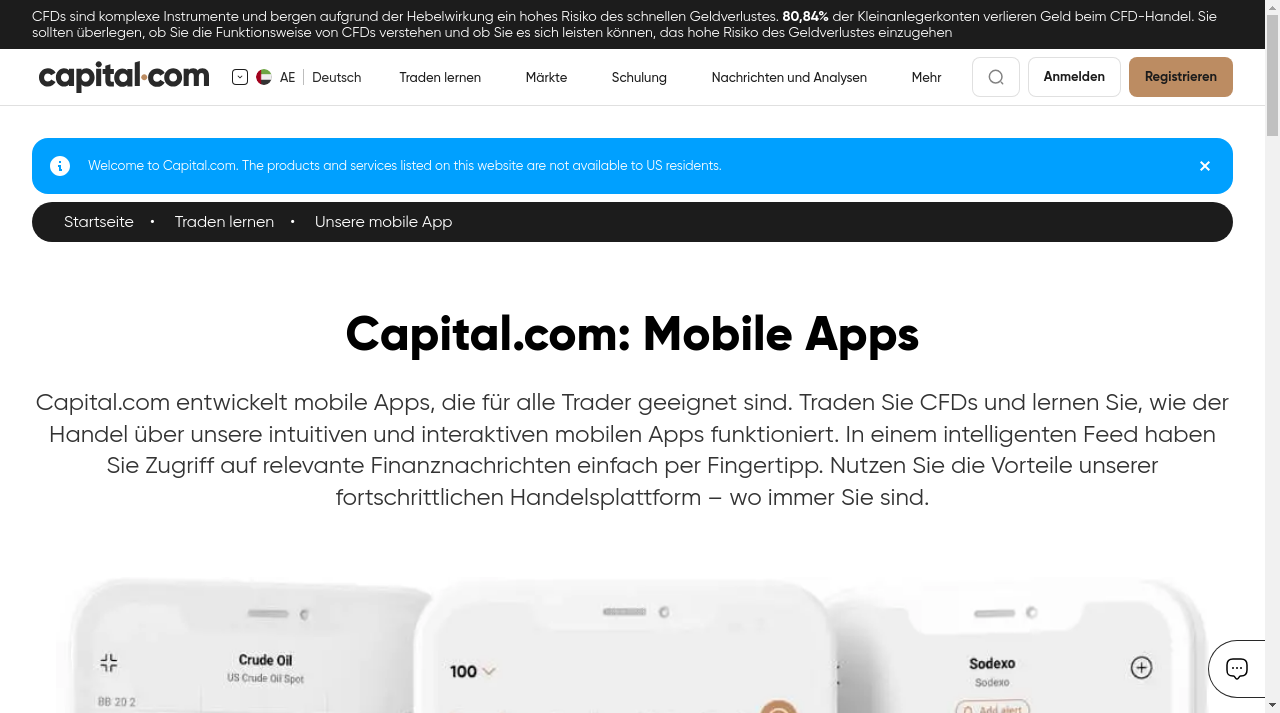 CFDs sind komplexe Instrumente und bergen aufgrund der Hebelwirkung ein hohes Risiko des schnellen Geldverlustes. 80,84% der Kleinanlegerkonten verlieren Geld beim CFD-Handel. Sie
sollten überlegen, ob Sie die Funktionsweise von CFDs verstehen und ob Sie es sich leisten können, das hohe Risiko des Geldverlustes einzugehen
capital.com AE Deutsch Traden lernen Märkte Schulung Nachrichten und Analysen Mehr Anmelden Registrieren
Welcome to Capital.com. The products and services listed on this website are not available to US residents.
Startseite • Traden lernen • Unsere mobile App
Capital.com: Mobile Apps
Capital.com entwickelt mobile Apps, die für alle Trader geeignet sind. Traden Sie CFDs und lernen Sie, wie der
Handel über unsere intuitiven und interaktiven mobilen Apps funktioniert. In einem intelligenten Feed haben
Sie Zugriff auf relevante Finanznachrichten einfach per Fingertipp. Nutzen Sie die Vorteile unserer
fortschrittlichen Handelsplattform – wo immer Sie sind.
Crude Oil
US Crude Oil Spot
BB 20 2
100
Sodexo
Sodexo
Add alert